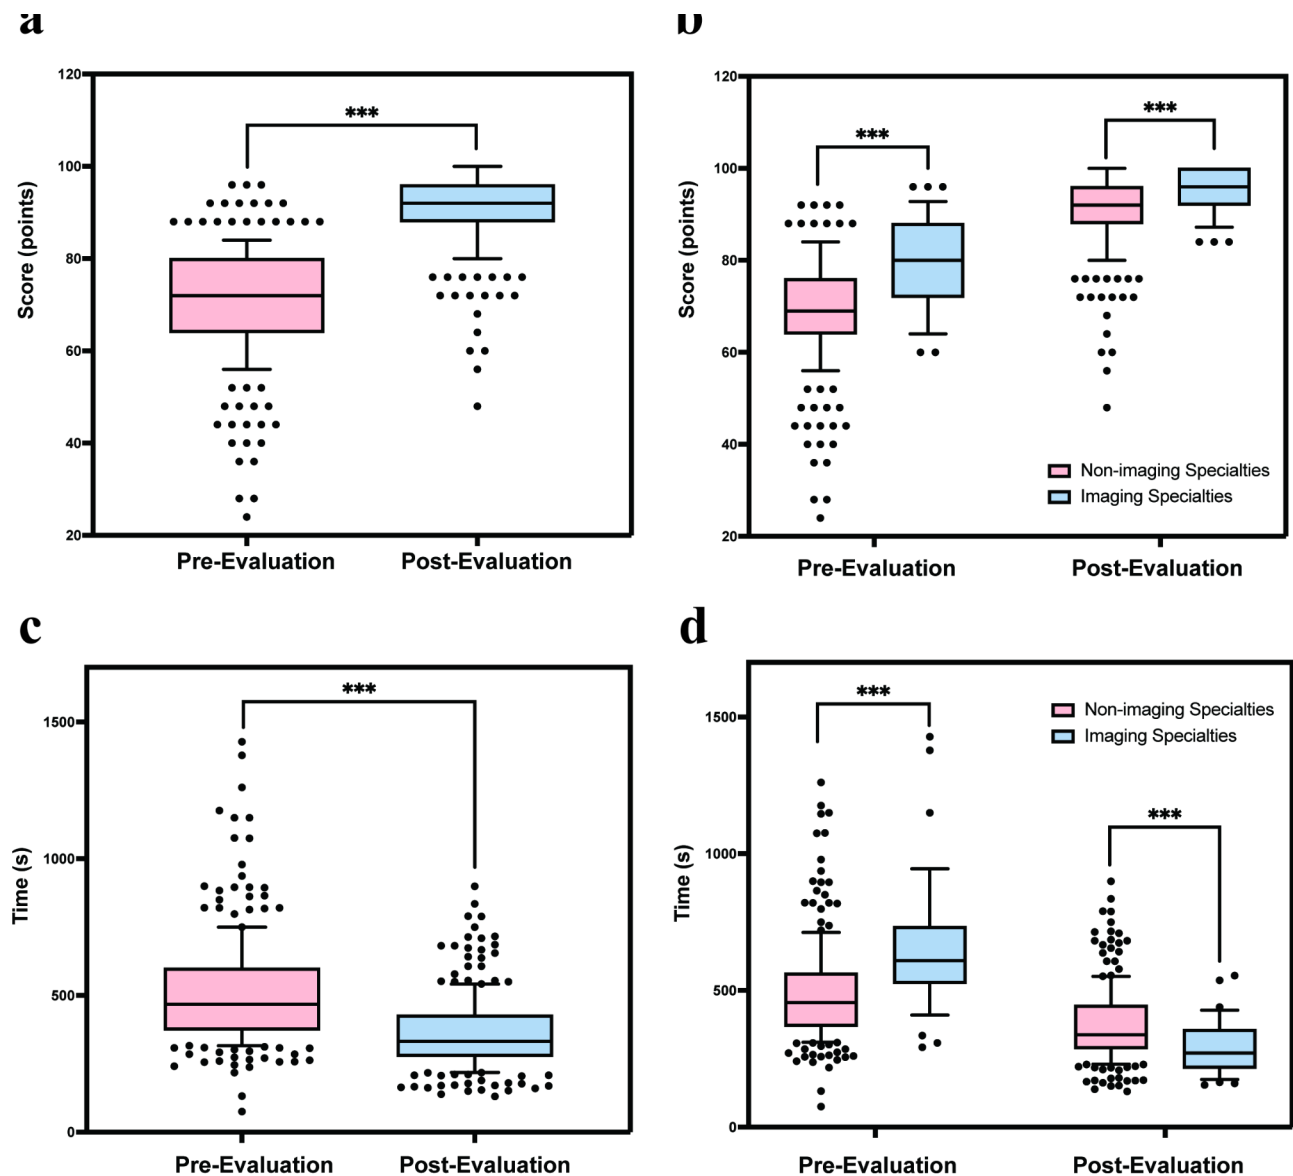 a
b
120
100
80
60
40
20
Score (points)
***
Pre-Evaluation
Post-Evaluation
120
100
80
60
40
20
Score (points)
***
***
Non-imaging Specialties
Imaging Specialties
Pre-Evaluation
Post-Evaluation
c
d
1500
1000
500
0
Time (s)
***
Pre-Evaluation
Post-Evaluation
1500
1000
500
0
Time (s)
***
***
Non-imaging Specialties
Imaging Specialties
Pre-Evaluation
Post-Evaluation